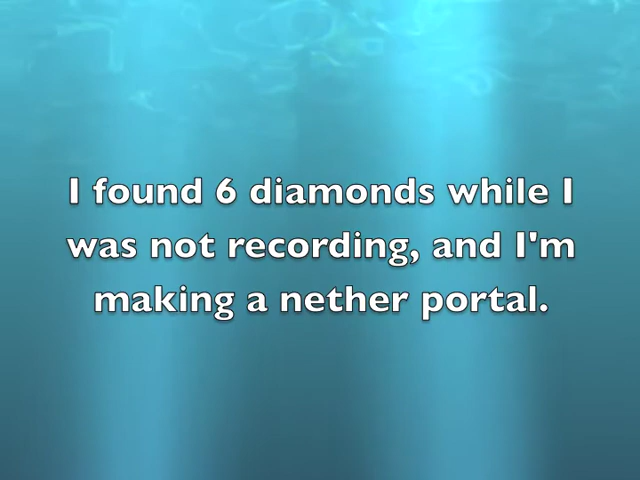 I found 6 diamonds while I
was not recording, and I'm
making a nether portal.